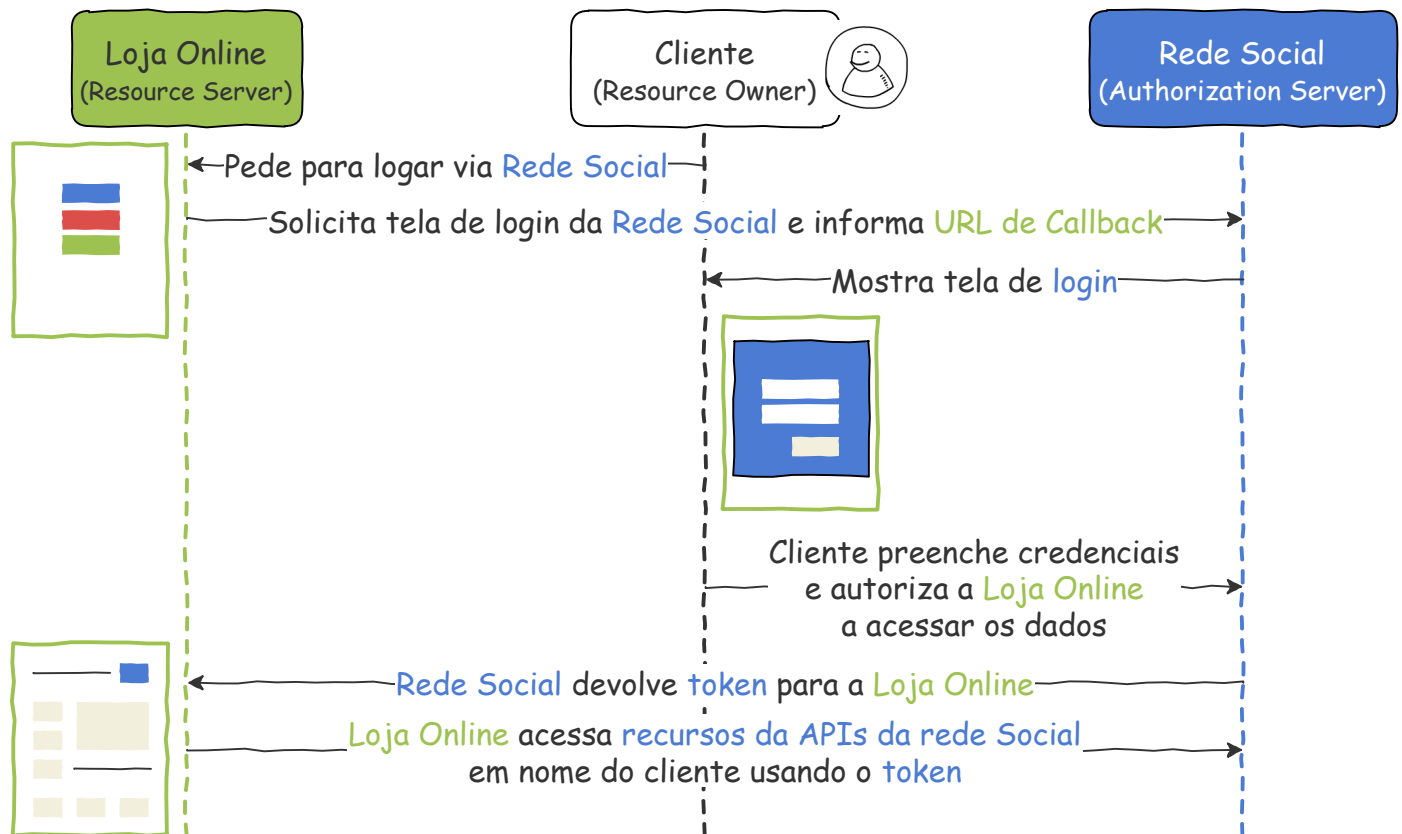 Loja Online
(Resource Server)
Cliente
(Resource Owner)
Rede Social
(Authorization Server)
Pede para logar via Rede Social
Solicita tela de login da Rede Social e informa URL de Callback
Mostra tela de login
Cliente preenche credenciais
e autoriza a Loja Online
a acessar os dados
Rede Social devolve token para a Loja Online
Loja Online acessa recursos da APIs da rede Social
em nome do cliente usando o token